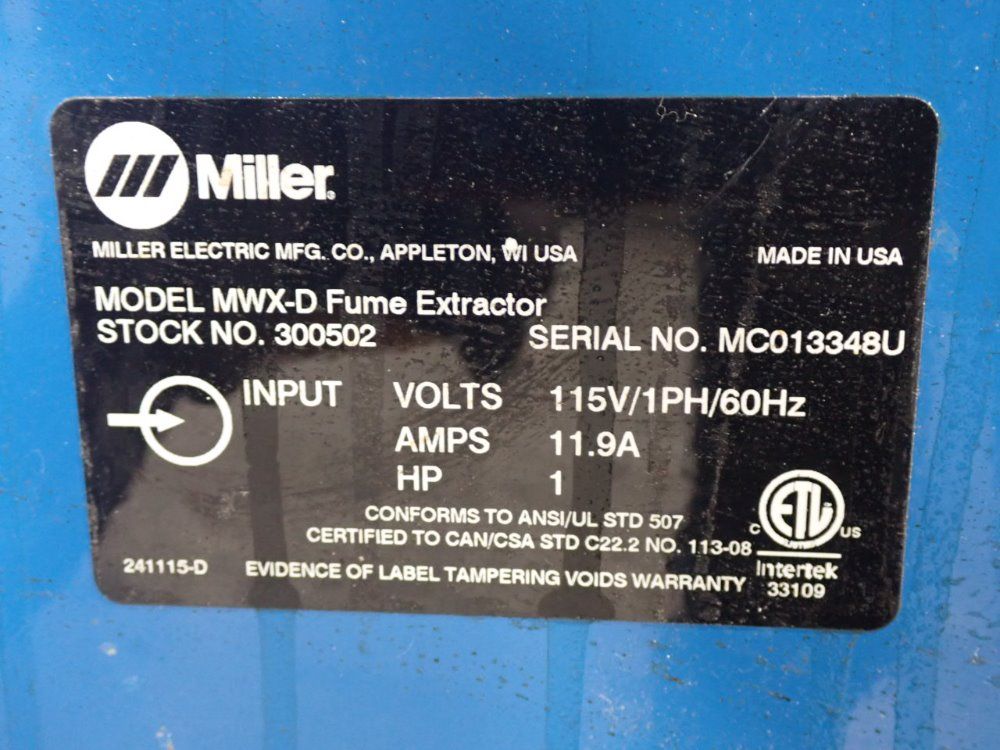 Miller®
MILLER ELECTRIC MFG. CO., APPLETON, WI USA
MADE IN USA
MODEL MWX-D Fume Extractor
STOCK NO. 300502
SERIAL NO. MC013348U
INPUT VOLTS 115V/1PH/60Hz
AMPS 11.9A
HP 1
CONFORMS TO ANSI/UL STD 507
CERTIFIED TO CAN/CSA STD C22.2 NO. 113-08
C ETL US
Intertek
33109
241115-D
EVIDENCE OF LABEL TAMPERING VOIDS WARRANTY